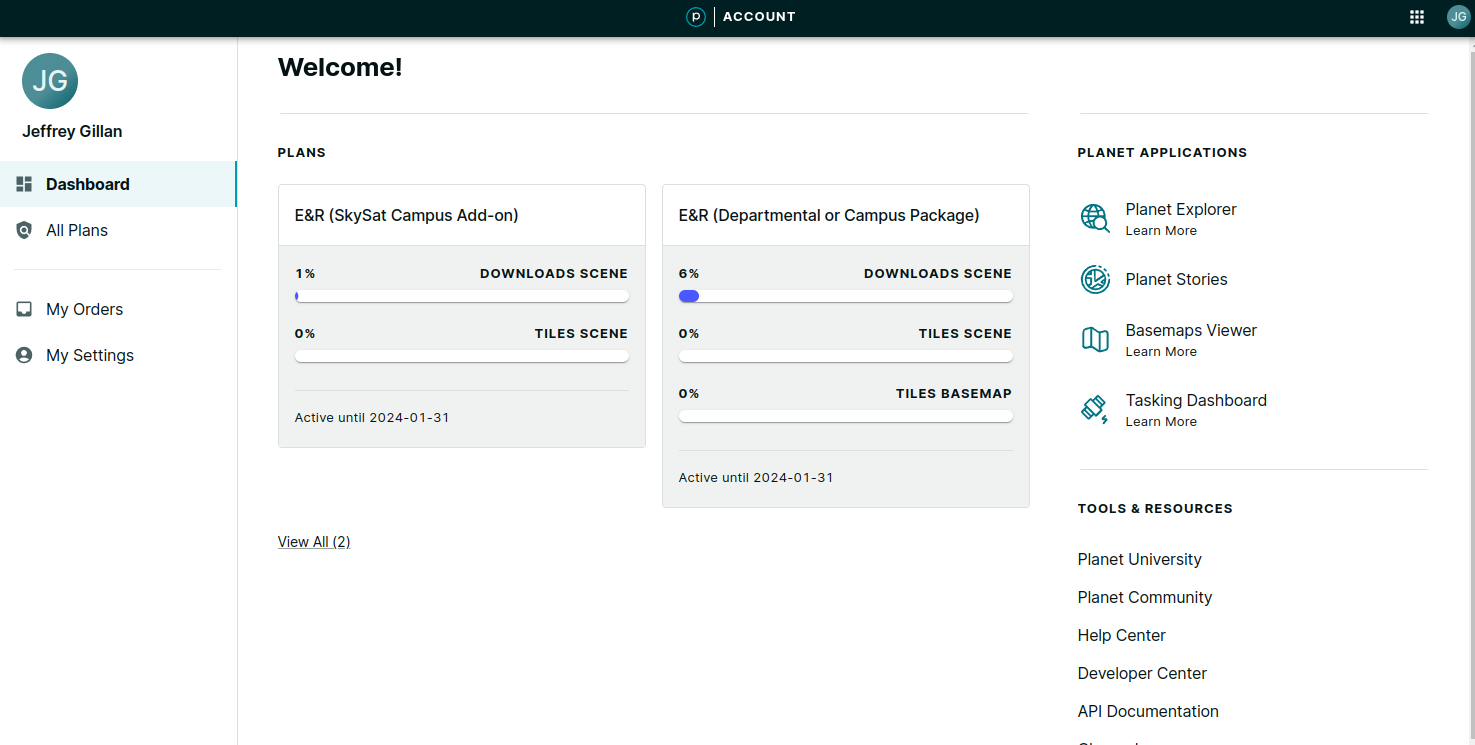 p ACCOUNT
JG
JG
Jeffrey Gillan
Dashboard
All Plans
My Orders
My Settings
Welcome!
PLANS
E&R (SkySat Campus Add-on)
1% DOWNLOADS SCENE
0% TILES SCENE
Active until 2024-01-31
E&R (Departmental or Campus Package)
6% DOWNLOADS SCENE
0% TILES SCENE
0% TILES BASEMAP
Active until 2024-01-31
View All (2)
PLANET APPLICATIONS
Planet Explorer
Learn More
Planet Stories
Basemaps Viewer
Learn More
Tasking Dashboard
Learn More
TOOLS & RESOURCES
Planet University
Planet Community
Help Center
Developer Center
API Documentation